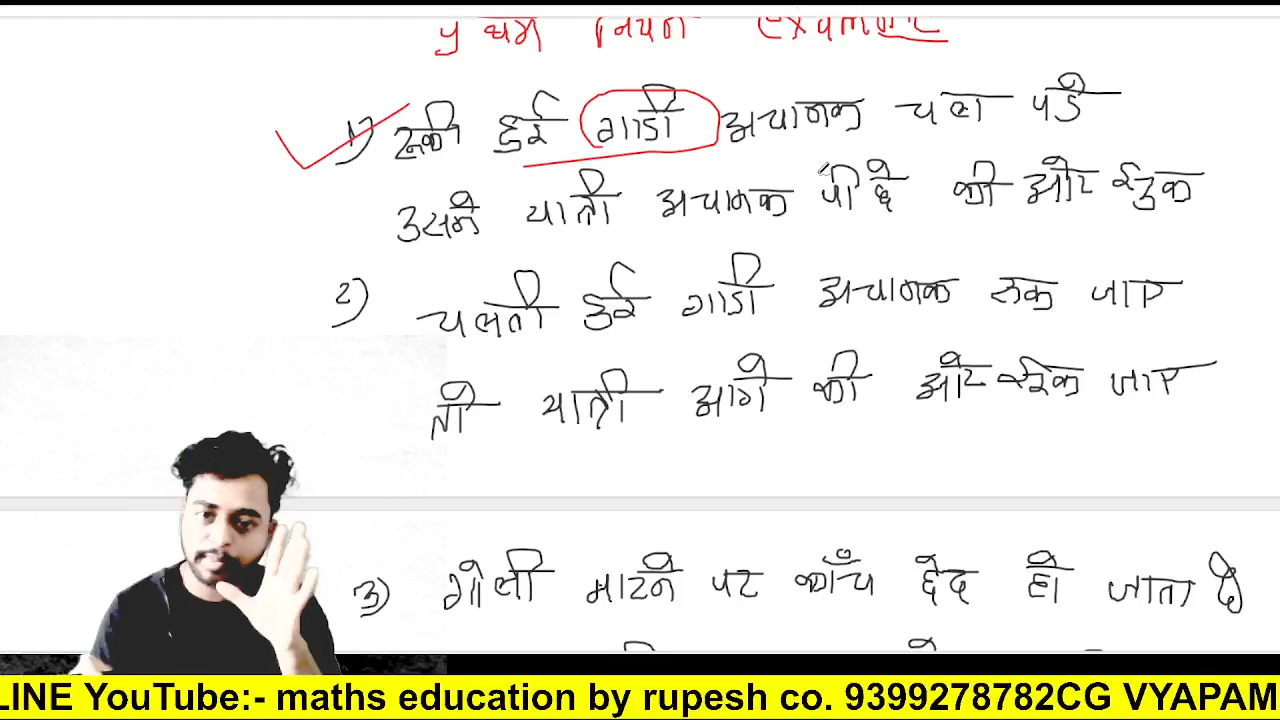 प्रथम नियम example
1) रुकी हुई गाडी अचानक चल पडे
उसमे यात्री अचानक पीछे की ओर झुक
2) चलती हुई गाडी अचानक रुक जाए
तो यात्री आगे की ओर झुक जाए
3) गोली मारने पर काँच छेद हो जाता है
LINE YouTube:- maths education by rupesh co. 9399278782CG VYAPAM